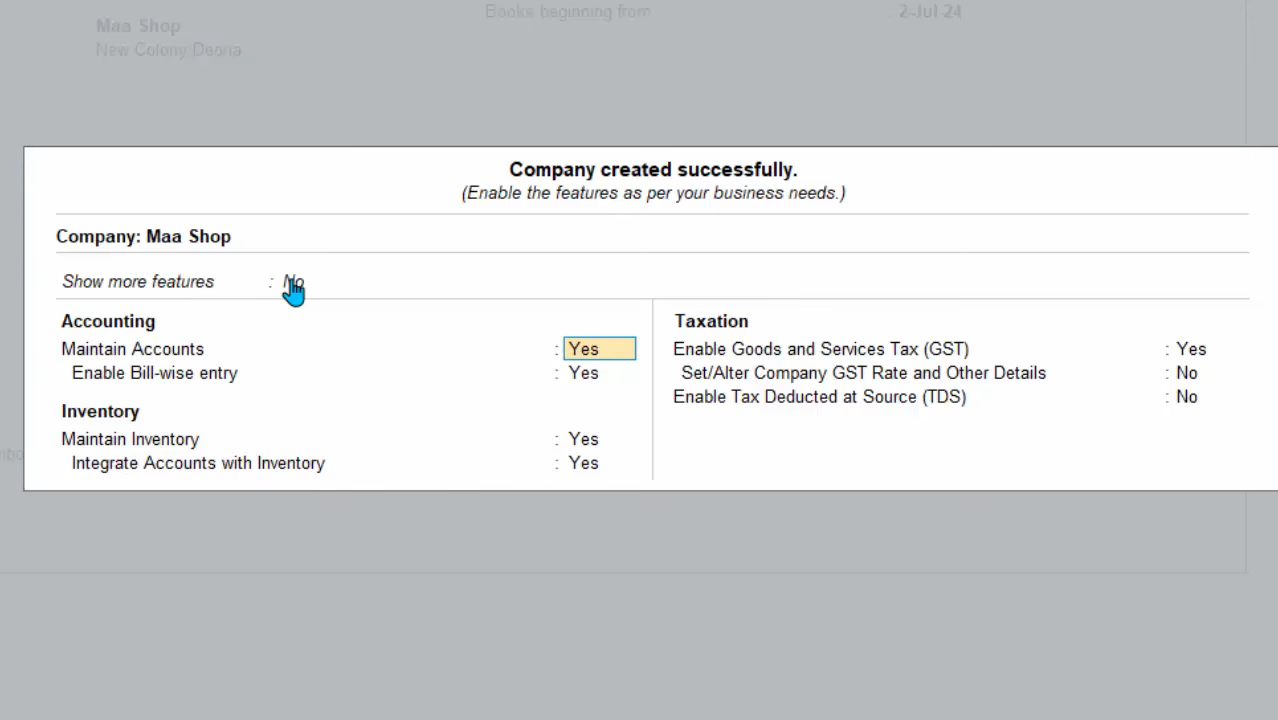 Maa Shop
New Colony Deoria
Books beginning from : 2-Jul-24
Company created successfully.
(Enable the features as per your business needs.)
Company: Maa Shop
Show more features : No
Accounting
Maintain Accounts : Yes
Enable Bill-wise entry : Yes
Inventory
Maintain Inventory : Yes
Integrate Accounts with Inventory : Yes
Taxation
Enable Goods and Services Tax (GST) : Yes
Set/Alter Company GST Rate and Other Details : No
Enable Tax Deducted at Source (TDS) : No